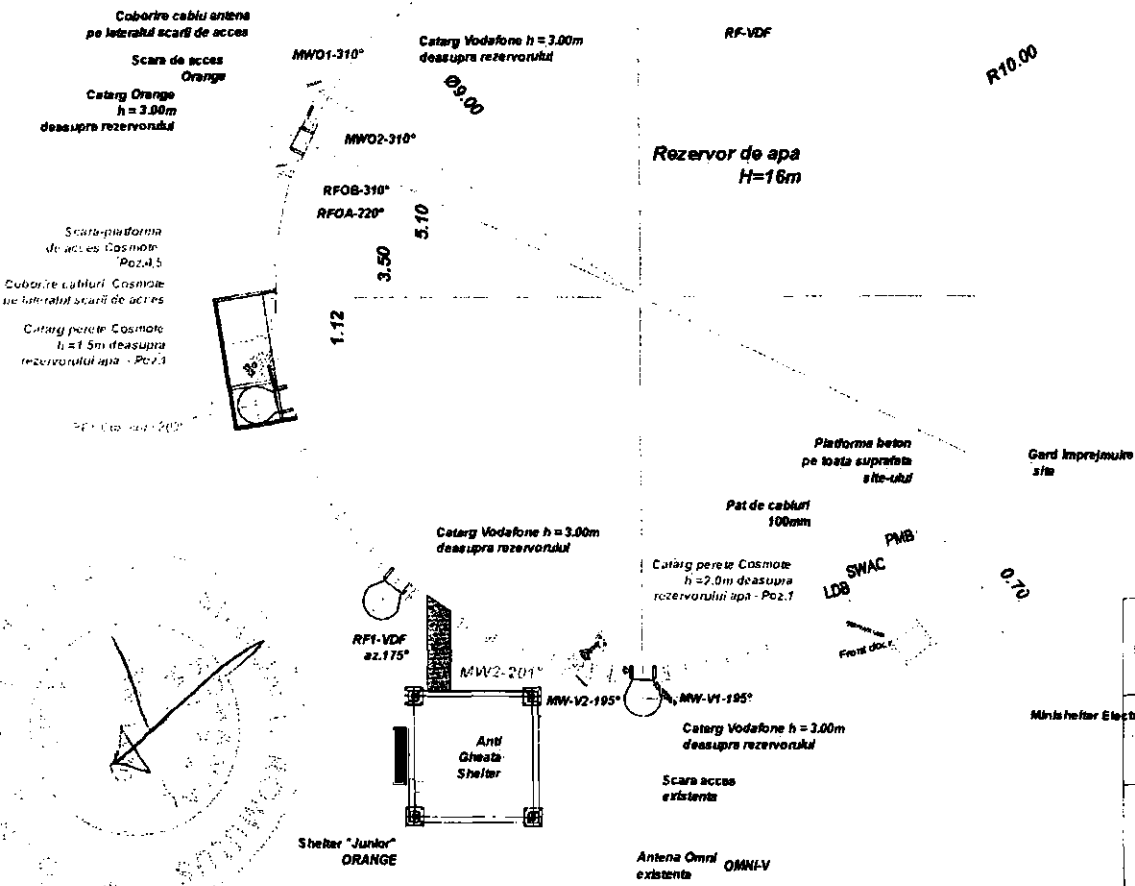 Coborire cablu antena
pe lateralul scarii de acces
Scara de acces
Orange
Catarg Orange
h = 3.00m
deasupra rezervorului
MWO1-310°
Catarg Vodafone h = 3.00m
deasupra rezervorului
Ø9.00
RF-VDF
R10.00
MWO2-310°
Rezervor de apa
H=16m
RFOB-310°
RFOA-220°
5.10
3.50
1.12
Scara-platforma
de acces Cosmote
Poz.4,5
Coborire cabluri Cosmote
pe lateralul scarii de acces
Catarg perete Cosmote
h =1.5m deasupra
rezervorului apa - Poz.3
Platforma beton
pe toata suprafata
site-ului
Gard Imprejmuire
site
Pat de cabluri
100mm
PMB
SWAC
LDB
0.70
Catarg Vodafone h = 3.00m
deasupra rezervorului
Catarg perete Cosmote
h =2.0m deasupra
rezervorului apa - Poz.1
Front door
RF1-VDF
az.175°
MW2-201°
MW-V2-195°
MW-V1-195°
Catarg Vodafone h = 3.00m
deasupra rezervorului
Minishelter Elect
Anti
Gheata
Shelter
Scara acces
existenta
Shelter "Junior"
ORANGE
Antena Omni
existenta
OMNI-V